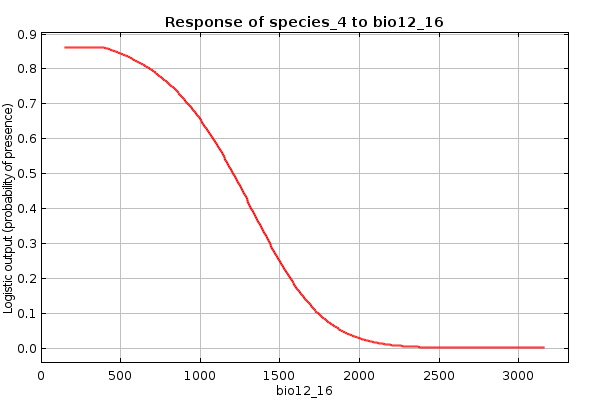 Response of species_4 to bio12_16
Logistic output (probability of presence)
0.9
0.8
0.7
0.6
0.5
0.4
0.3
0.2
0.1
0.0
0 500 1000 1500 2000 2500 3000
bio12_16